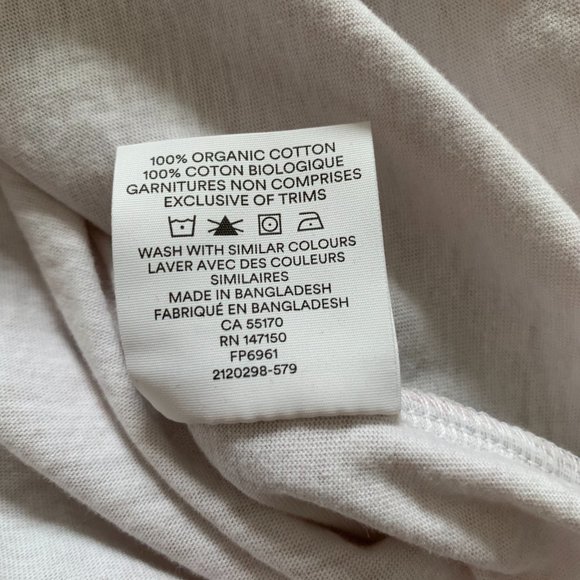 100% ORGANIC COTTON
100% COTON BIOLOGIQUE
GARNITURES NON COMPRISES
EXCLUSIVE OF TRIMS
WASH WITH SIMILAR COLOURS
LAVER AVEC DES COULEURS
SIMILAIRES
MADE IN BANGLADESH
FABRIQUÉ EN BANGLADESH
CA 55170
RN 147150
FP6961
2120298-579